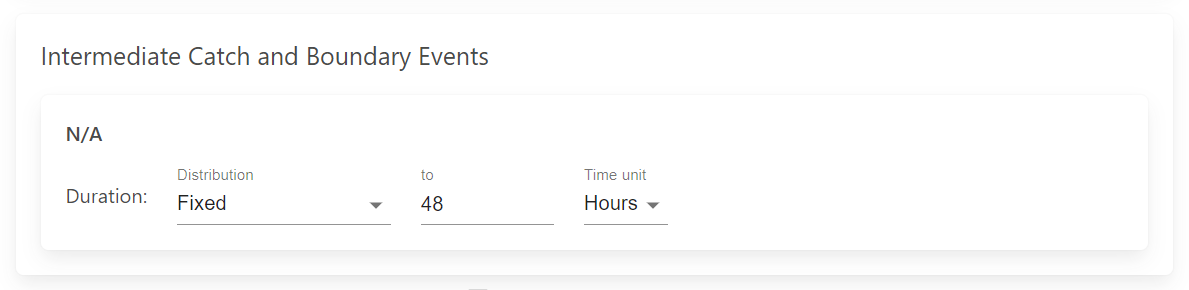 Intermediate Catch and Boundary Events
N/A
Distribution to Time unit
Duration: Fixed 48 Hours